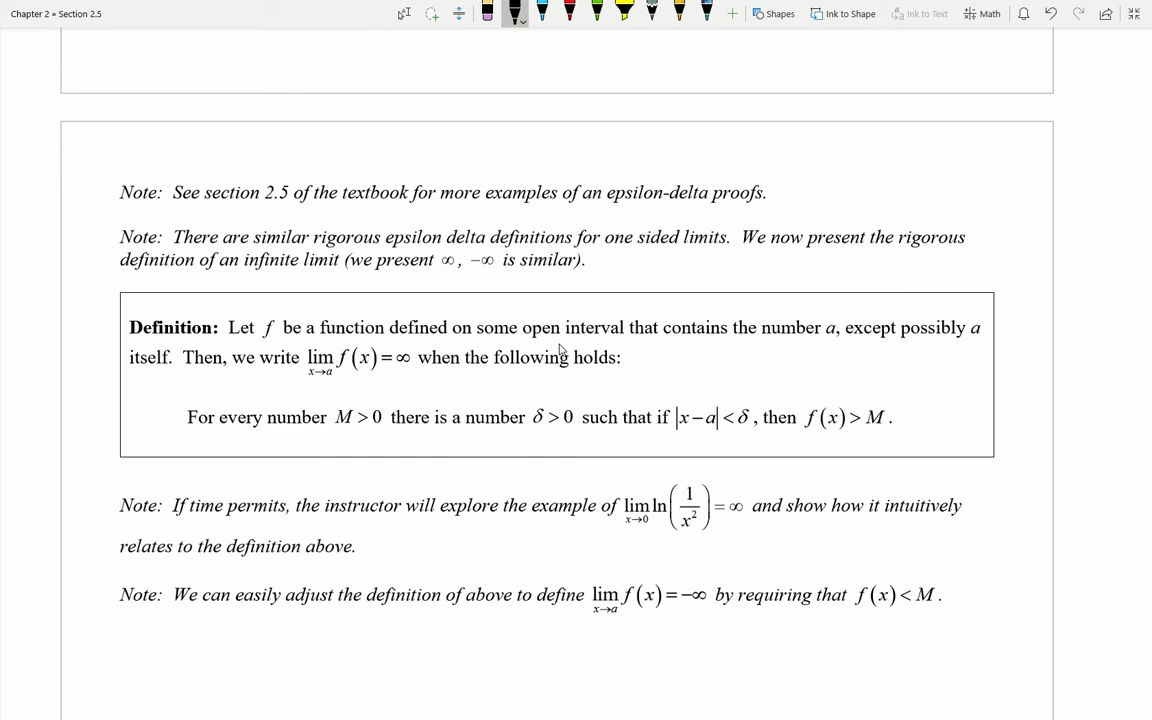 Chapter 2 » Section 2.5
Shapes
Ink to Shape
Ink to Text
Math
Note: See section 2.5 of the textbook for more examples of an epsilon-delta proofs.
Note: There are similar rigorous epsilon delta definitions for one sided limits. We now present the rigorous
definition of an infinite limit (we present ∞, −∞ is similar).
Definition: Let f be a function defined on some open interval that contains the number a, except possibly a
itself. Then, we write lim x→a f(x) = ∞ when the following holds:
For every number M > 0 there is a number δ > 0 such that if |x − a| < δ, then f(x) > M.
Note: If time permits, the instructor will explore the example of lim x→0 ln(1/x²) = ∞ and show how it intuitively
relates to the definition above.
Note: We can easily adjust the definition of above to define lim x→a f(x) = −∞ by requiring that f(x) < M.